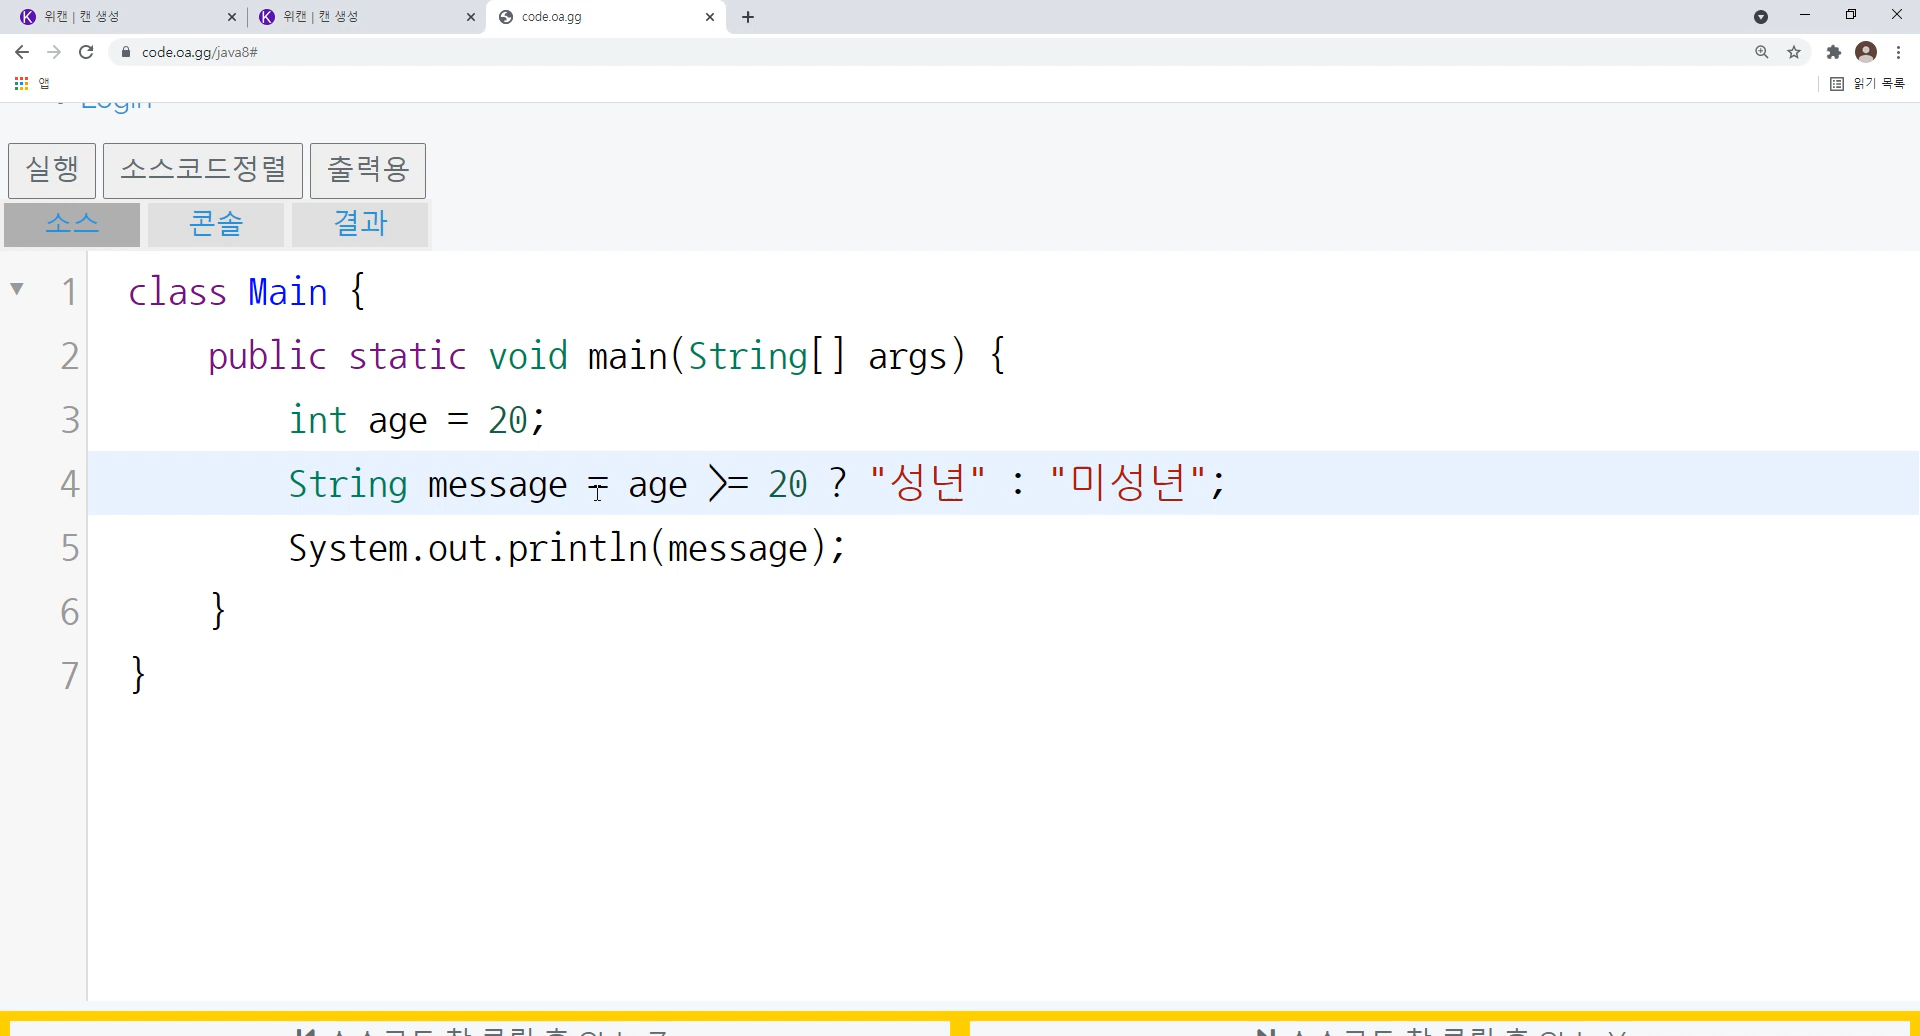 위캔 | 캔 생성
위캔 | 캔 생성
code.oa.gg
code.oa.gg/java8#
앱
읽기 목록
Login
실행
소스코드정렬
출력용
소스
콘솔
결과
1 class Main {
2 public static void main(String[] args) {
3 int age = 20;
4 String message = age >= 20 ? "성년" : "미성년";
5 System.out.println(message);
6 }
7 }